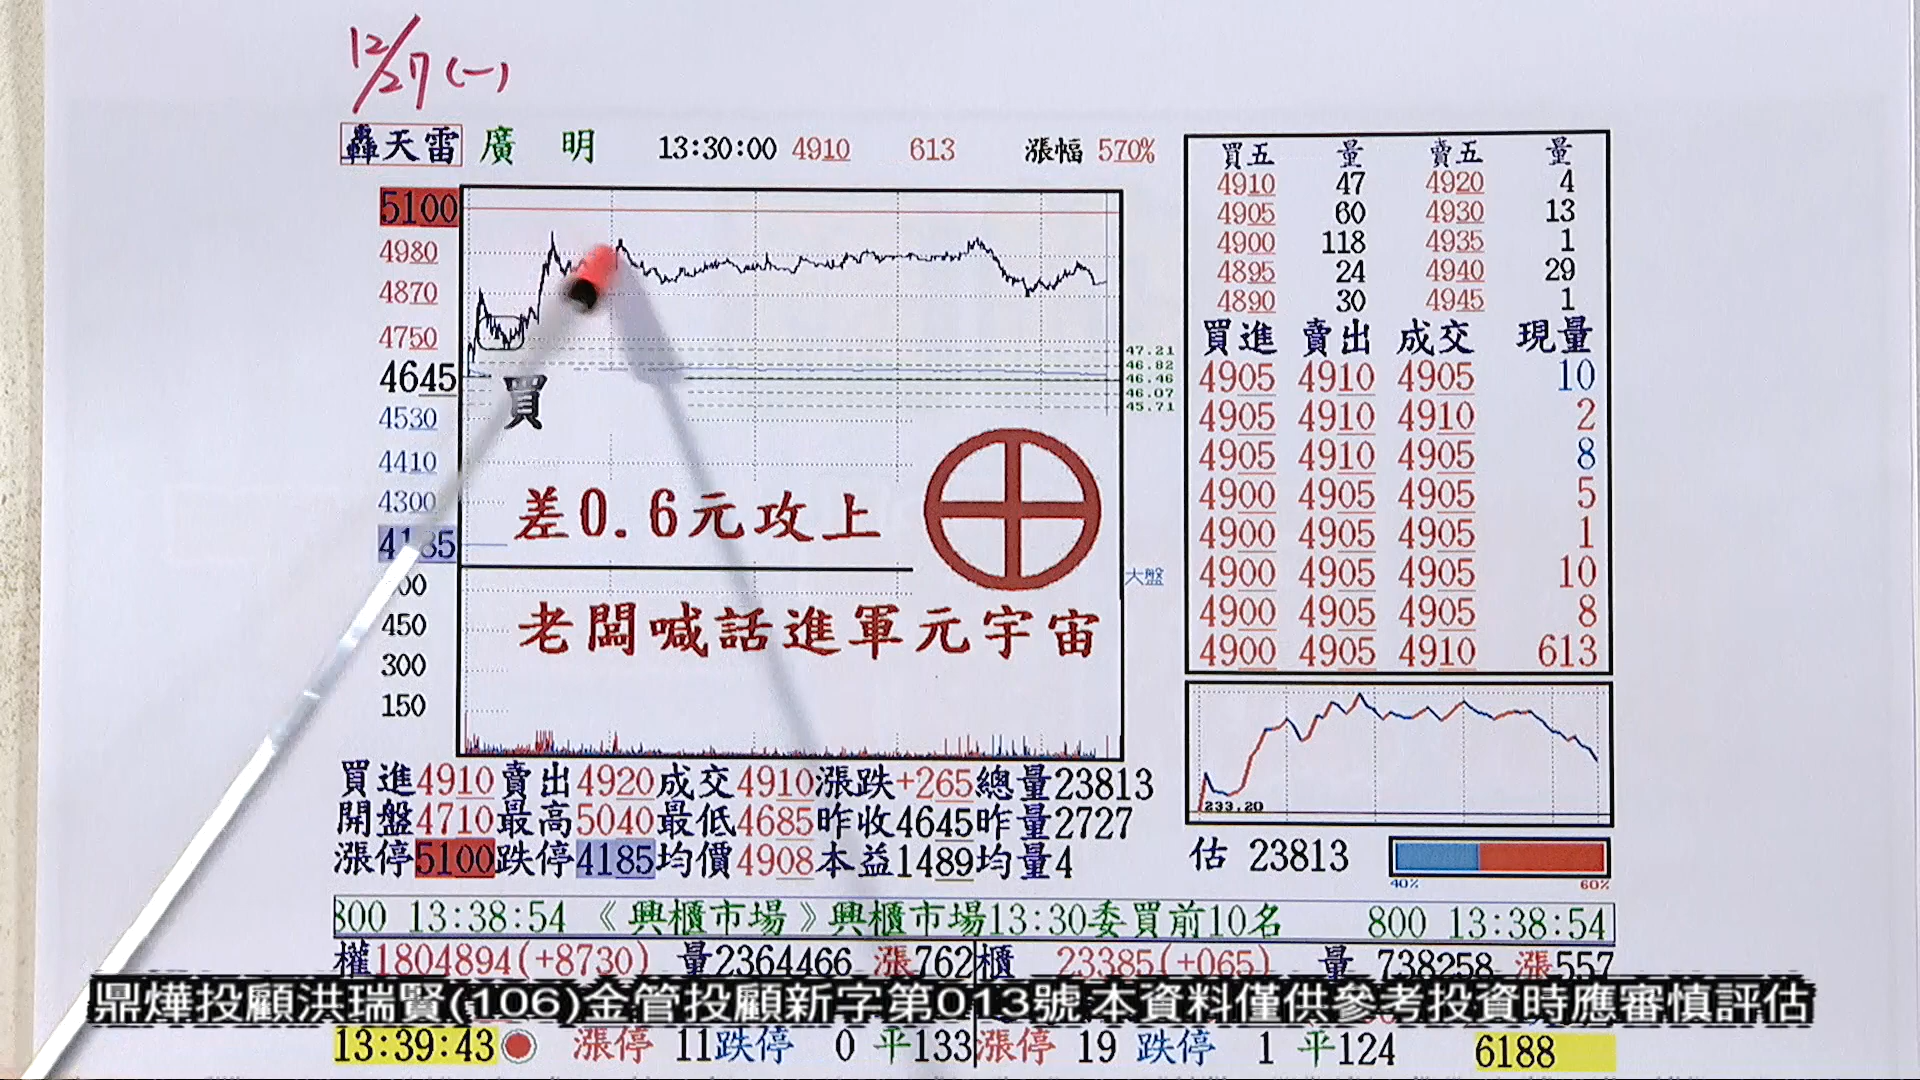 12/27(一)
轟天雷 廣 明 13:30:00 4910 613 漲幅 570%
5100
4980
4870
4750
4645
4530
4410
4300
450
300
150
47.21
46.82
46.46
46.07
45.71
大盤
買
差0.6元攻上
老闆喊話進軍元宇宙
買五 量 賣五 量
4910 47 4920 4
4905 60 4930 13
4900 118 4935 1
4895 24 4940 29
4890 30 4945 1
買進 賣出 成交 現量
4905 4910 4905 10
4905 4910 4910 2
4905 4910 4905 8
4900 4905 4905 5
4900 4905 4905 1
4900 4905 4905 10
4900 4905 4905 8
4900 4905 4910 613
233.20
估 23813
40% 60%
買進4910賣出4920成交4910漲跌+265總量23813
開盤4710最高5040最低4685昨收4645昨量2727
漲停5100跌停4185均價4908本益1489均量4
800 13:38:54 《興櫃市場》興櫃市場13:30委買前10名 800 13:38:54
權1804894(+8730) 量2364466 漲762櫃 23385(+065) 量 738258 漲557
鼎燁投顧洪瑞賢(106)金管投顧新字第013號 本資料僅供參考投資時應審慎評估
13:39:43 漲停 11跌停 0 平133漲停 19 跌停 1 平124 6188